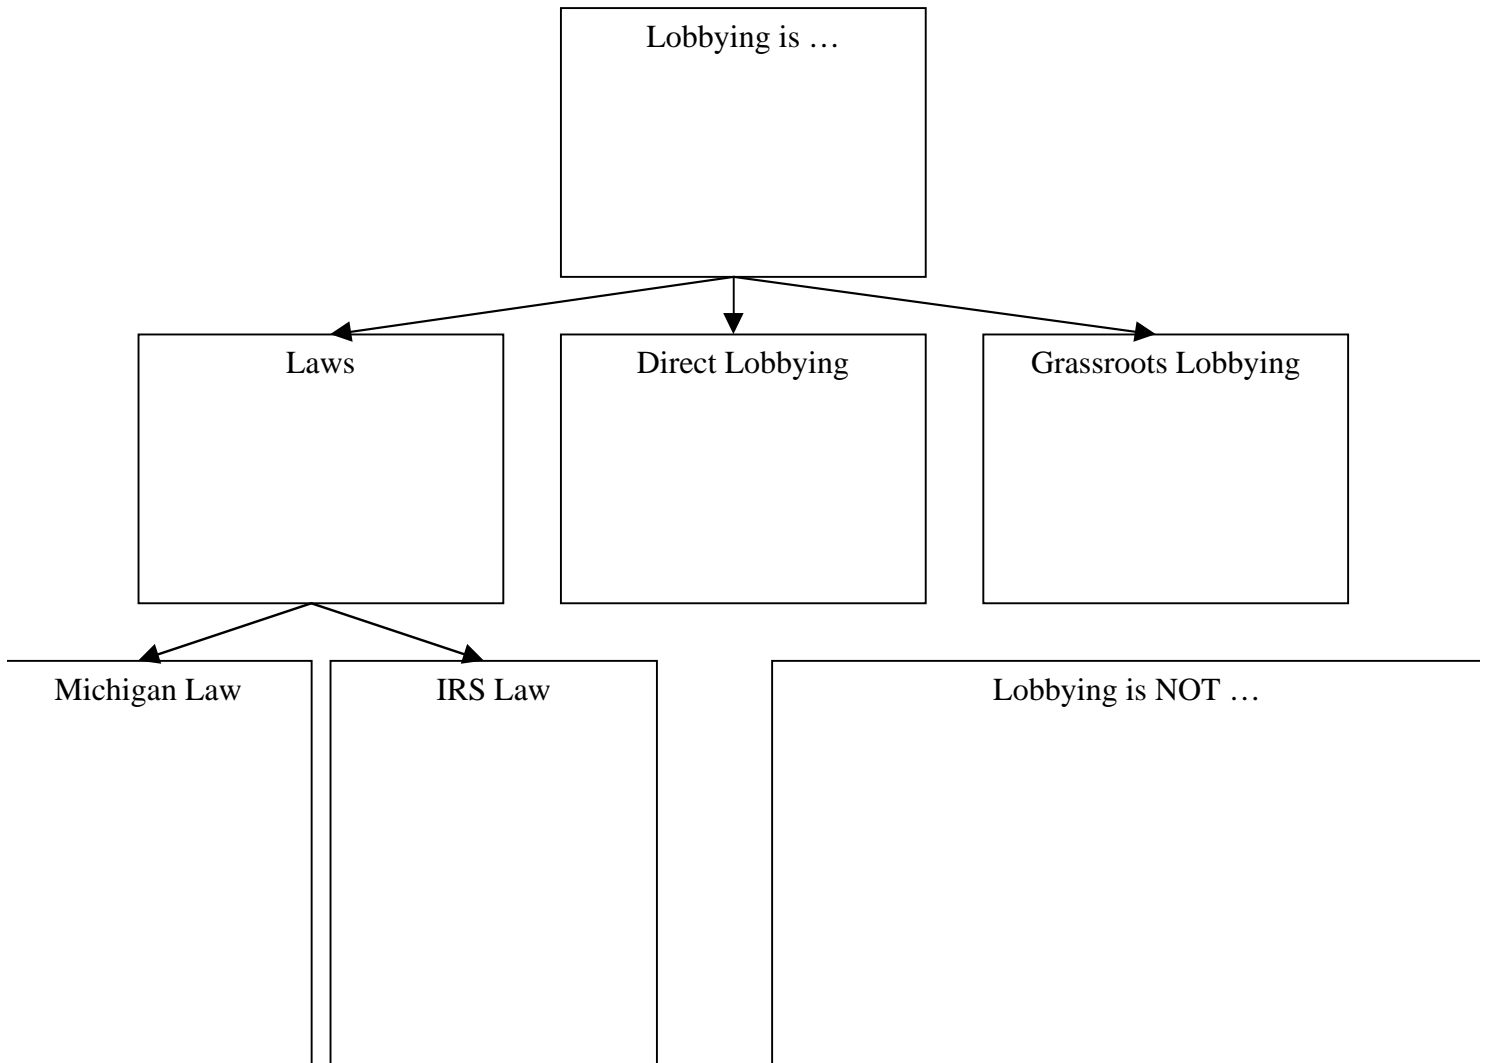 Lobbying is …
Laws
Direct Lobbying
Grassroots Lobbying
Michigan Law
IRS Law
Lobbying is NOT …